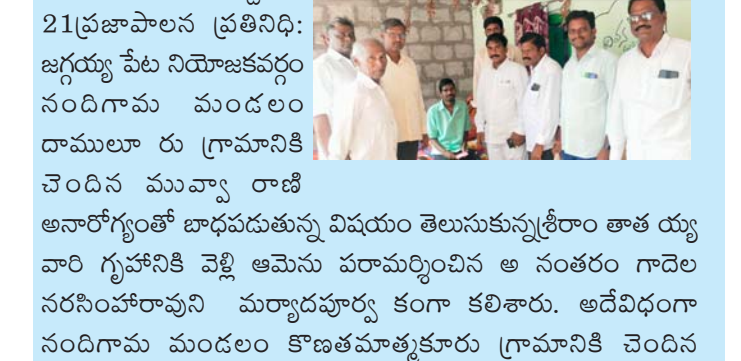 21ప్రజాపాలన ప్రతినిధి:
జగ్గయ్య పేట నియోజకవర్గం
నందిగామ మండలం
దాములూ రు గ్రామానికి
చెందిన మువ్వా రాణి
అనారోగ్యంతో బాధపడుతున్న విషయం తెలుసుకున్నశ్రీరాం తాత య్య
వారి గృహానికి వెళ్లి ఆమెను పరామర్శించిన అ నంతరం గాదెల
నరసింహారావుని మర్యాదపూర్వ కంగా కలిశారు. అదేవిధంగా
నందిగామ మండలం కొణతమాత్మకూరు గ్రామానికి చెందిన